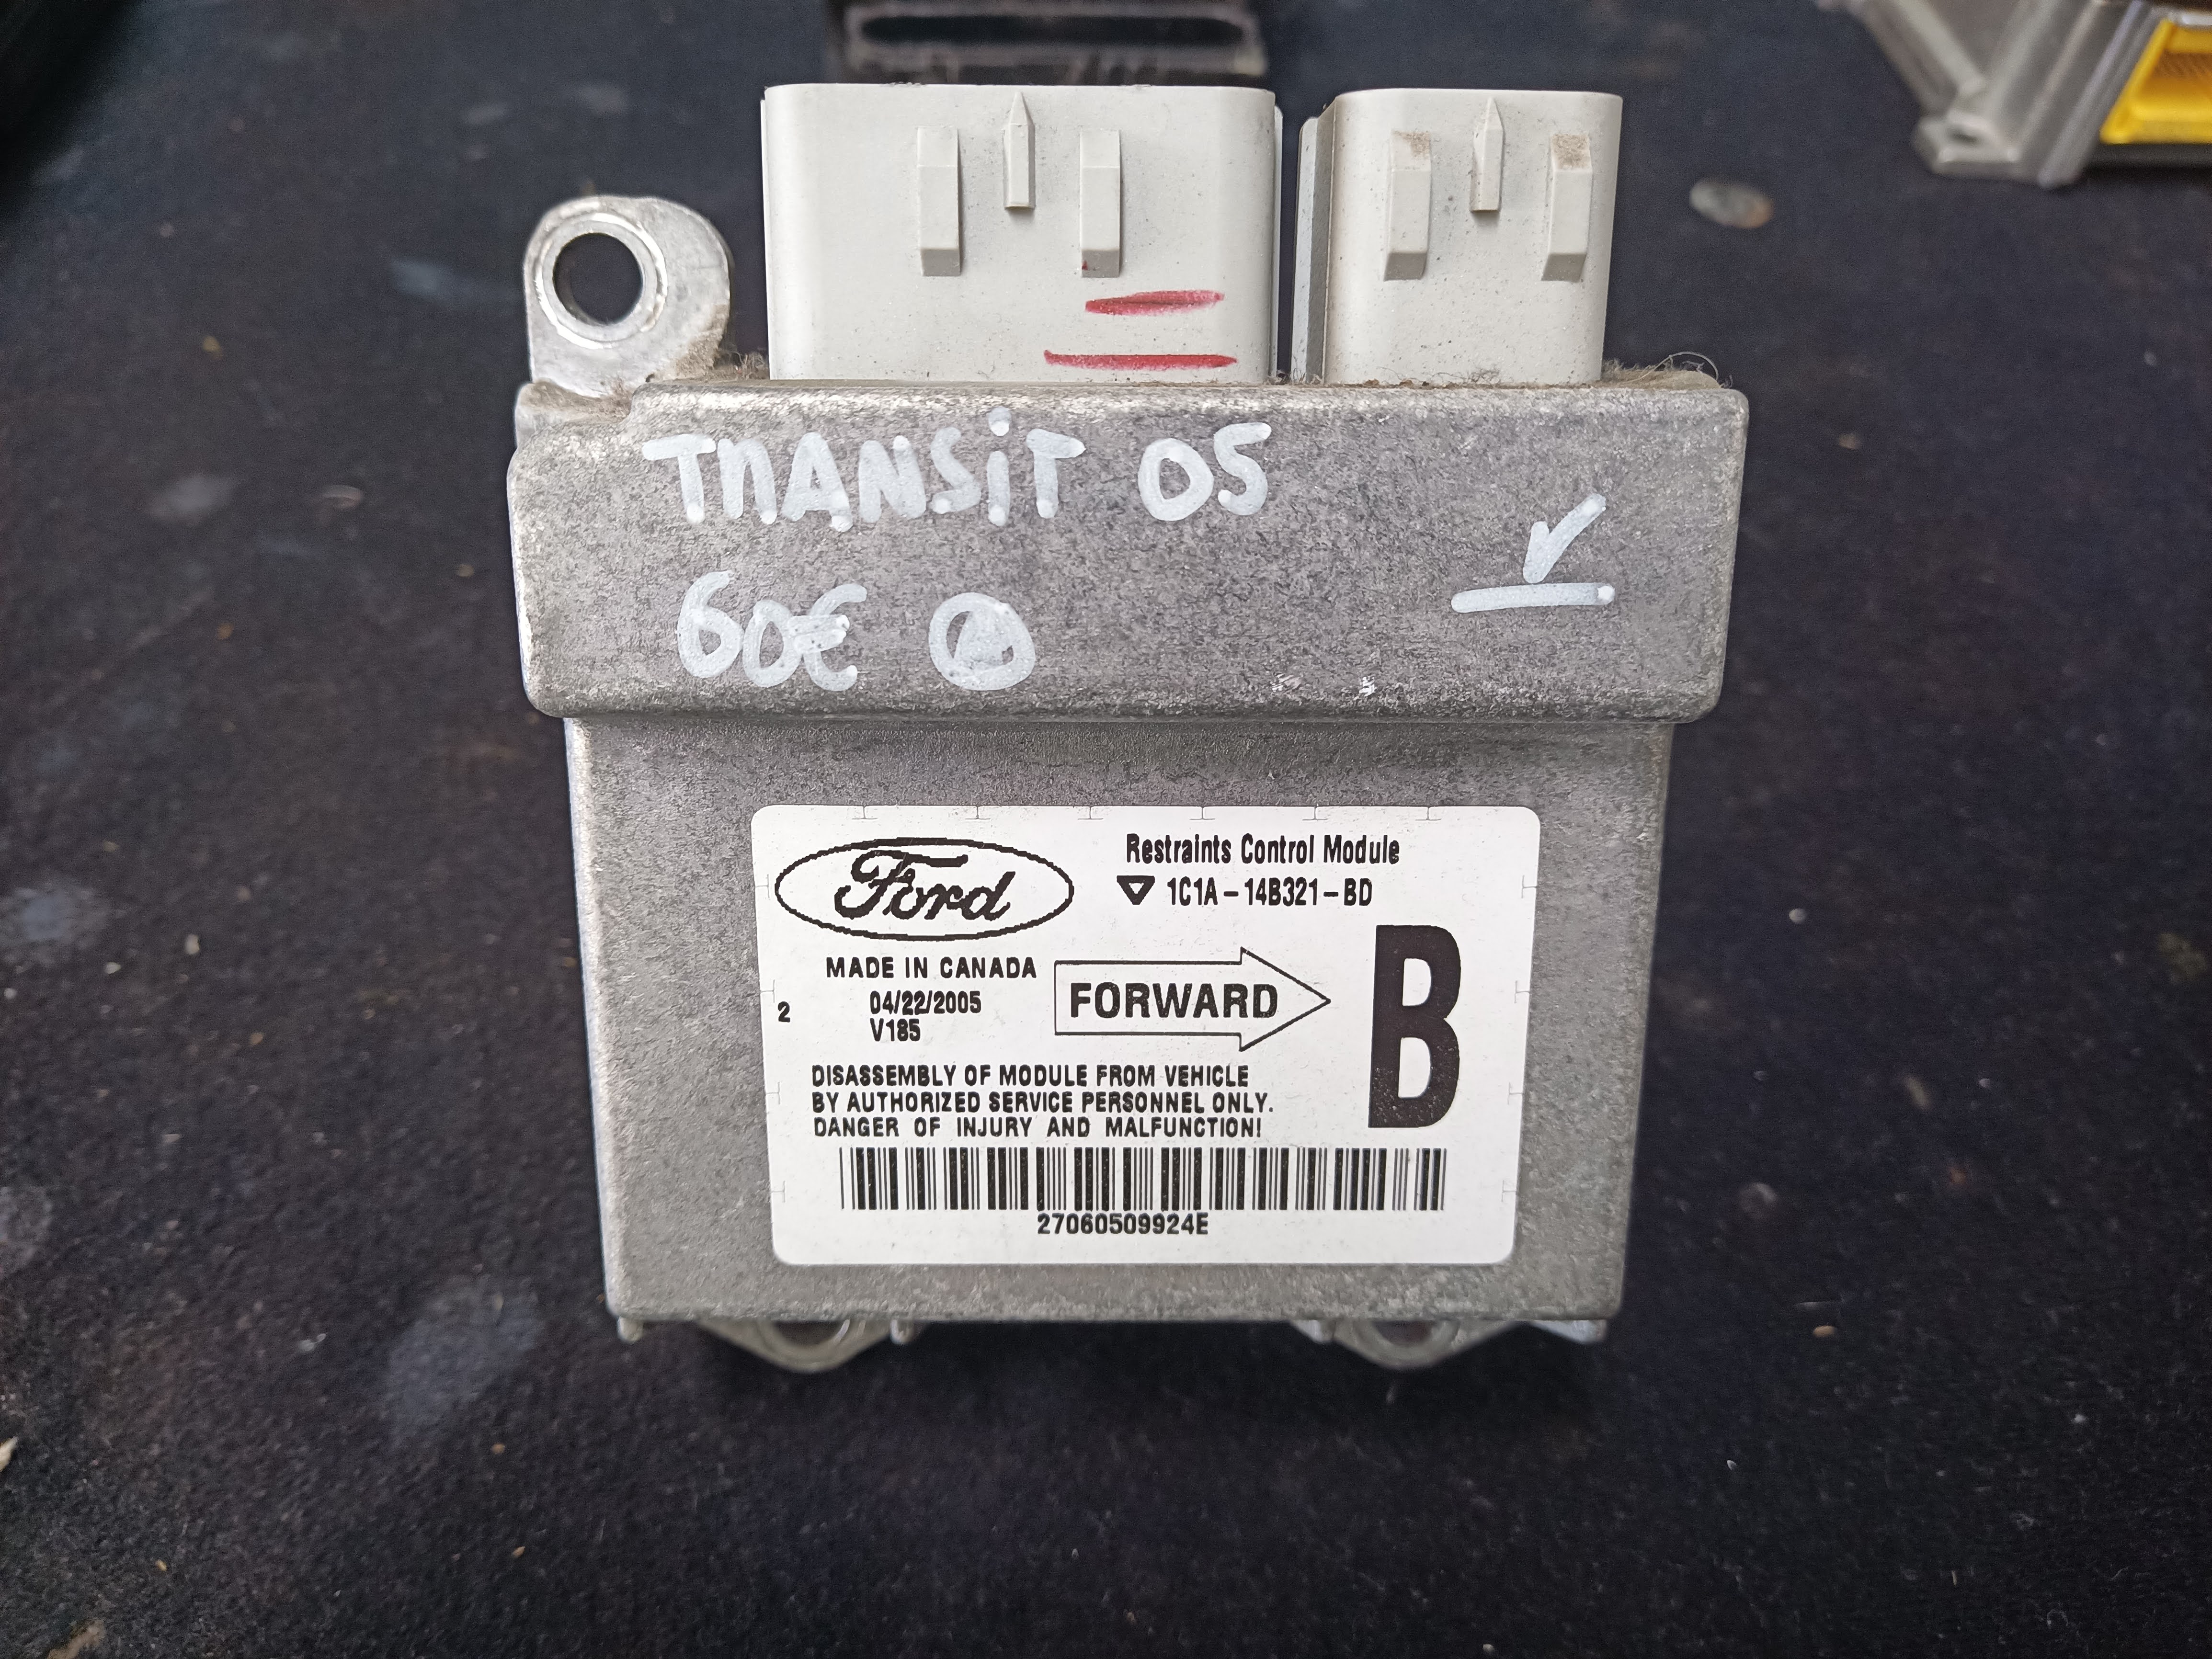 TRANSiT 05
60€
Ford
Restraints Control Module
1C1A-14B321-BD
MADE IN CANADA
04/22/2005
2
V185
FORWARD
B
DISASSEMBLY OF MODULE FROM VEHICLE
BY AUTHORIZED SERVICE PERSONNEL ONLY.
DANGER OF INJURY AND MALFUNCTION!
27060509924E